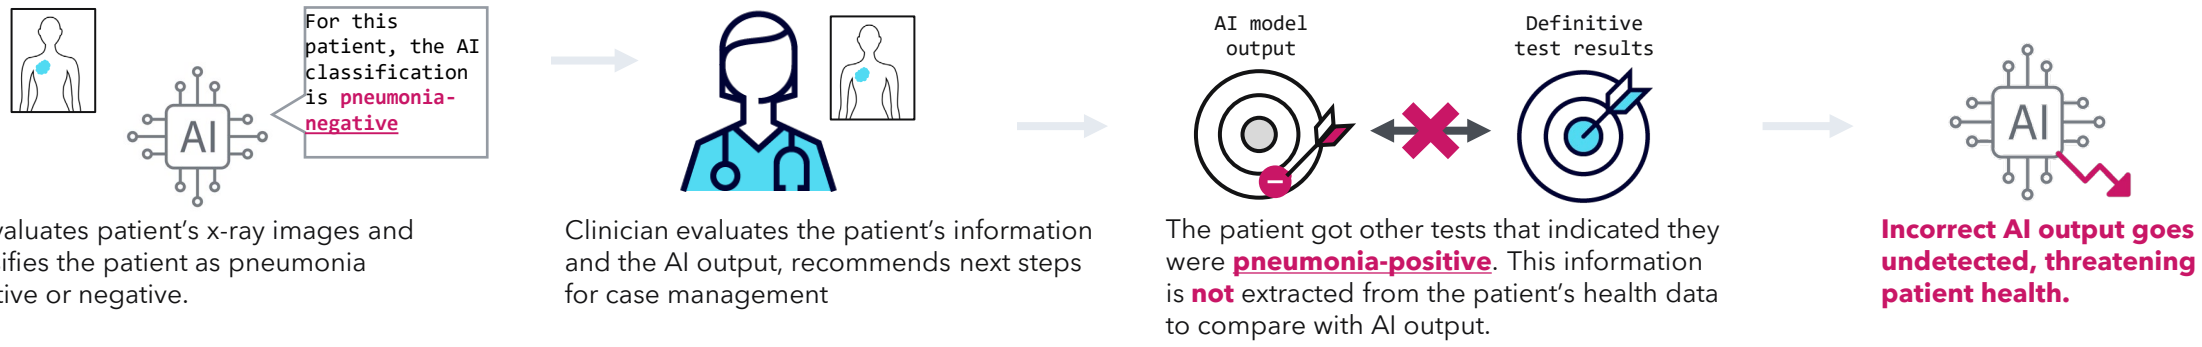 For this
patient, the AI
classification
is pneumonia-
negative
AI
valuates patient's x-ray images and
sifies the patient as pneumonia
tive or negative.
Clinician evaluates the patient's information
and the AI output, recommends next steps
for case management
AI model
output
Definitive
test results
The patient got other tests that indicated they
were pneumonia-positive. This information
is not extracted from the patient's health data
to compare with AI output.
AI
Incorrect AI output goes
undetected, threatening
patient health.